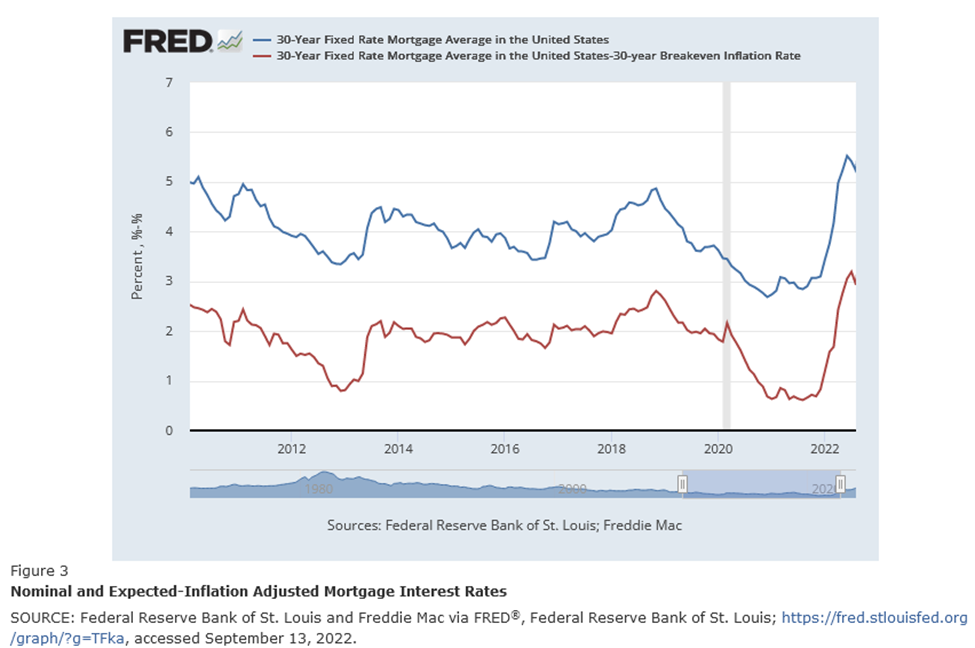 FRED
30-Year Fixed Rate Mortgage Average in the United States
30-Year Fixed Rate Mortgage Average in the United States-30-year Breakeven Inflation Rate
7
6
5
4
3
2
1
0
Percent , %-%
2012
2014
2016
2018
2020
2022
1980
2000
Sources: Federal Reserve Bank of St. Louis; Freddie Mac
Figure 3
Nominal and Expected-Inflation Adjusted Mortgage Interest Rates
SOURCE: Federal Reserve Bank of St. Louis and Freddie Mac via FRED®, Federal Reserve Bank of St. Louis; https://fred.stlouisfed.org
/graph/?g=TFka, accessed September 13, 2022.